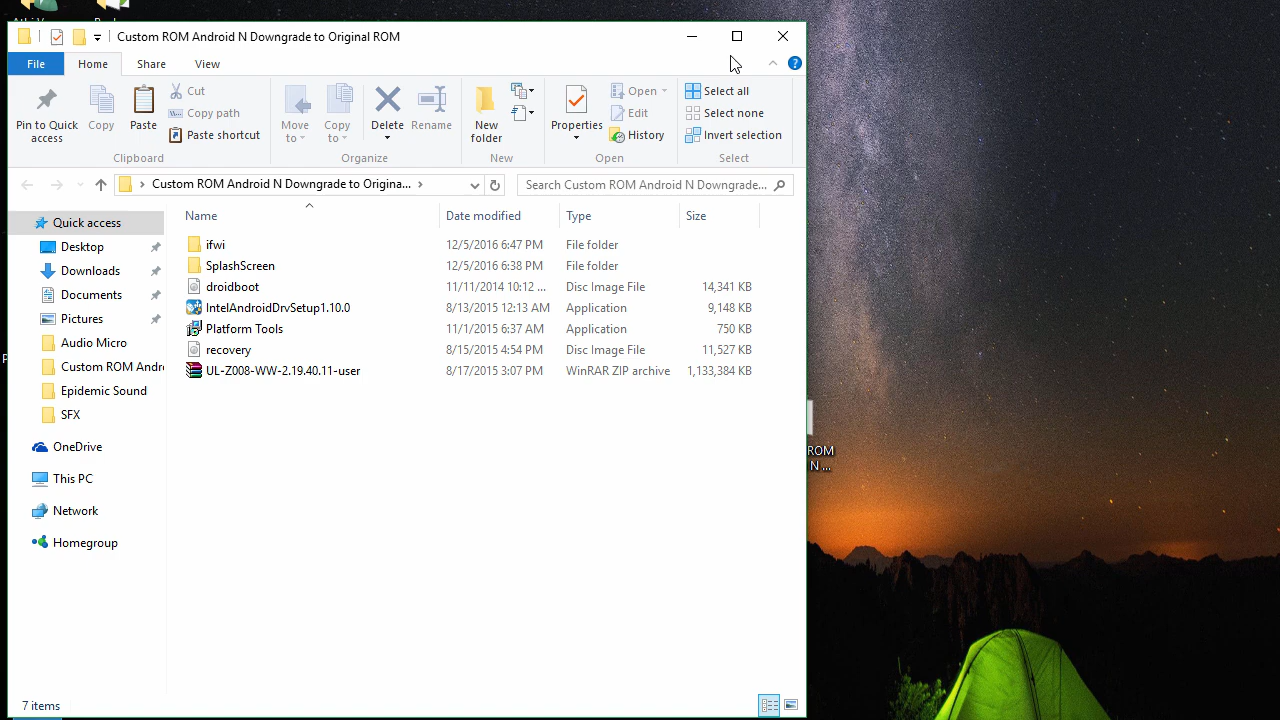 Custom ROM Android N Downgrade to Original ROM
File Home Share View
Pin to Quick access
Copy
Paste
Cut
Copy path
Paste shortcut
Clipboard
Move to
Copy to
Delete
Rename
Organize
New folder
New
Properties
Open
Edit
History
Open
Select all
Select none
Invert selection
Select
Custom ROM Android N Downgrade to Origina...
Search Custom ROM Android N Downgrade...
Quick access
Desktop
Downloads
Documents
Pictures
Audio Micro
Custom ROM Andr
Epidemic Sound
SFX
OneDrive
This PC
Network
Homegroup
Name Date modified Type Size
ifwi 12/5/2016 6:47 PM File folder
SplashScreen 12/5/2016 6:38 PM File folder
droidboot 11/11/2014 10:12 ... Disc Image File 14,341 KB
IntelAndroidDrvSetup1.10.0 8/13/2015 12:13 AM Application 9,148 KB
Platform Tools 11/1/2015 6:37 AM Application 750 KB
recovery 8/15/2015 4:54 PM Disc Image File 11,527 KB
UL-Z008-WW-2.19.40.11-user 8/17/2015 3:07 PM WinRAR ZIP archive 1,133,384 KB
ROM
N ...
7 items